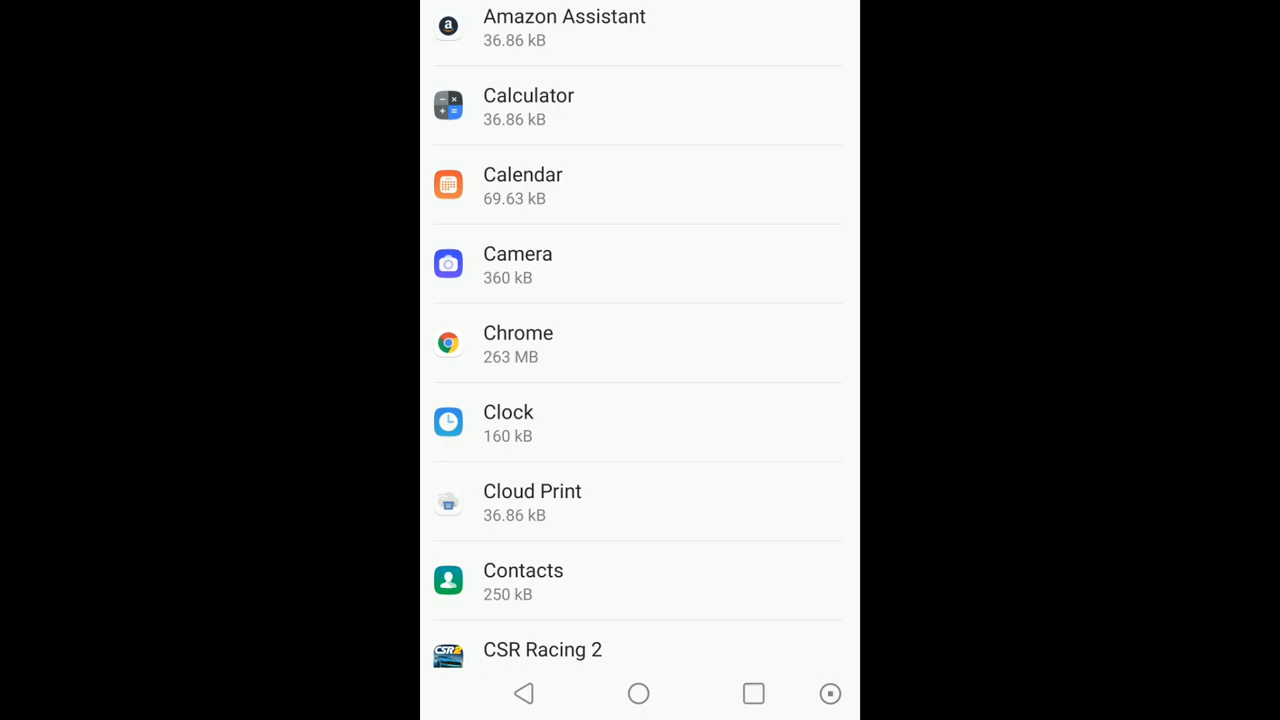 Amazon Assistant
36.86 kB
Calculator
36.86 kB
Calendar
69.63 kB
Camera
360 kB
Chrome
263 MB
Clock
160 kB
Cloud Print
36.86 kB
Contacts
250 kB
CSR Racing 2
CSR2